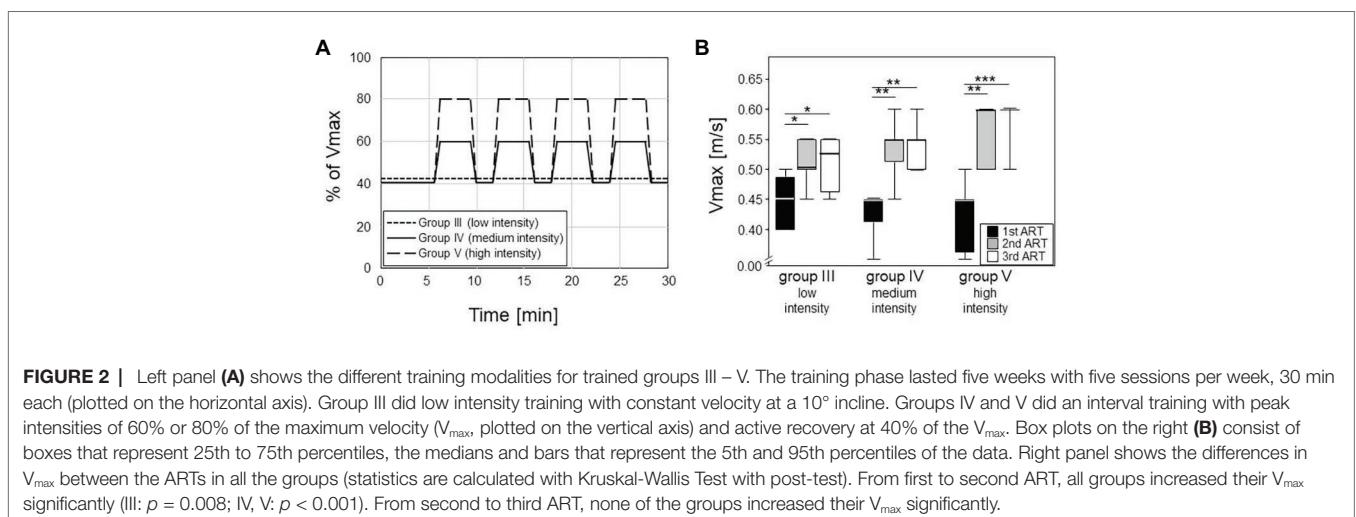 A
100
80
60
40
20
0
% of Vmax
Group III (low intensity)
Group IV (medium intensity)
Group V (high intensity)
0 5 10 15 20 25 30
Time [min]
B
0.65
0.60
0.55
0.50
0.45
0.40
0.00
Vmax [m/s]
*
*
**
**
**
***
1st ART
2nd ART
3rd ART
group III
low
intensity
group IV
medium
intensity
group V
high
intensity
FIGURE 2 | Left panel (A) shows the different training modalities for trained groups III – V. The training phase lasted five weeks with five sessions per week, 30 min
each (plotted on the horizontal axis). Group III did low intensity training with constant velocity at a 10° incline. Groups IV and V did an interval training with peak
intensities of 60% or 80% of the maximum velocity (Vmax, plotted on the vertical axis) and active recovery at 40% of the Vmax. Box plots on the right (B) consist of
boxes that represent 25th to 75th percentiles, the medians and bars that represent the 5th and 95th percentiles of the data. Right panel shows the differences in
Vmax between the ARTs in all the groups (statistics are calculated with Kruskal-Wallis Test with post-test). From first to second ART, all groups increased their Vmax
significantly (III: p = 0.008; IV, V: p < 0.001). From second to third ART, none of the groups increased their Vmax significantly.